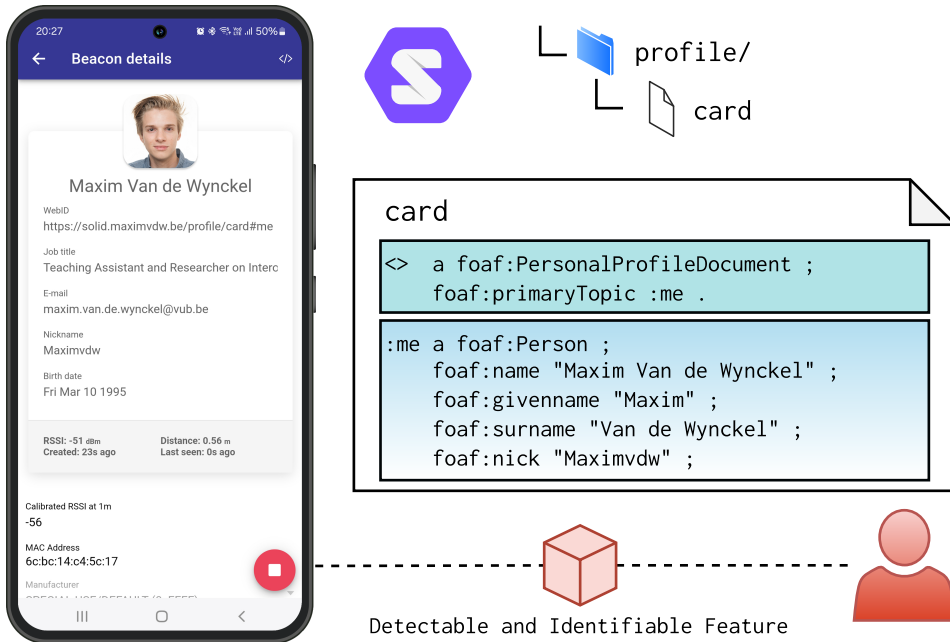 20:27
50%
Beacon details
</>
Maxim Van de Wynckel
WebID
https://solid.maximvdw.be/profile/card#me
Job title
Teaching Assistant and Researcher on Interc
E-mail
maxim.van.de.wynckel@vub.be
Nickname
Maximvdw
Birth date
Fri Mar 10 1995
RSSI: -51 dBm
Distance: 0.56 m
Created: 23s ago
Last seen: 0s ago
Calibrated RSSI at 1m
-56
MAC Address
6c:bc:14:c4:5c:17
Manufacturer
profile/
card
card
<> a foaf:PersonalProfileDocument ;
foaf:primaryTopic :me .
:me a foaf:Person ;
foaf:name "Maxim Van de Wynckel" ;
foaf:givenname "Maxim" ;
foaf:surname "Van de Wynckel" ;
foaf:nick "Maximvdw" ;
Detectable and Identifiable Feature